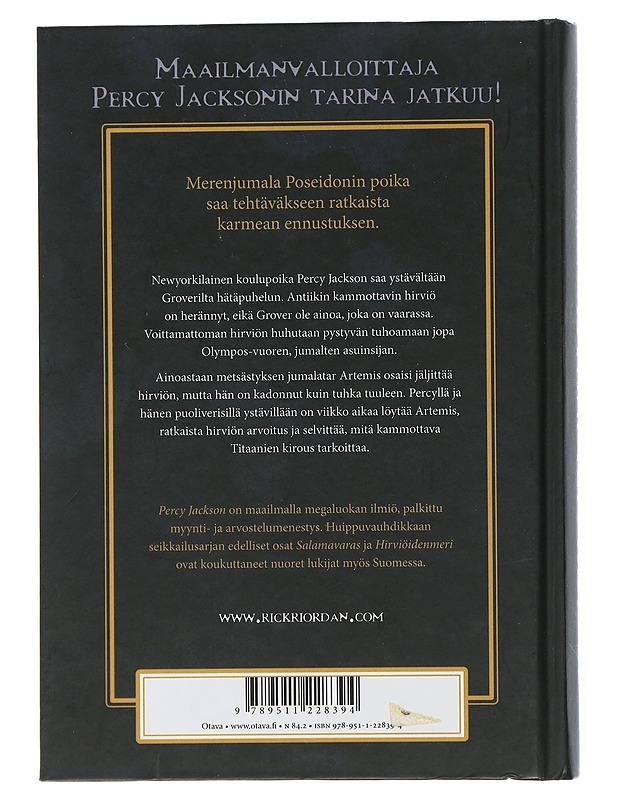 Maailmanvalloittaja
Percy Jacksonin tarina jatkuu!
Merenjumala Poseidonin poika
saa tehtäväkseen ratkaista
karmean ennustuksen.
Newyorkilainen koulupoika Percy Jackson saa ystävältään
Groverilta hätäpuhelun. Antiikin kammottavin hirviö
on herännyt, eikä Grover ole ainoa, joka on vaarassa.
Voittamattoman hirviön huhutaan pystyvän tuhoamaan jopa
Olympos-vuoren, jumalten asuinsijan.
Ainoastaan metsästyksen jumalatar Artemis osaisi jäljittää
hirviön, mutta hän on kadonnut kuin tuhka tuuleen. Percyllä ja
hänen puoliverisillä ystävillään on viikko aikaa löytää Artemis,
ratkaista hirviön arvoitus ja selvittää, mitä kammottava
Titaanien kirous tarkoittaa.
Percy Jackson on maailmalla megaluokan ilmiö, palkittu
myynti- ja arvostelumenestys. Huippuvauhdikkaan
seikkailusarjan edelliset osat Salamavaras ja Hirviöidenmeri
ovat koukuttaneet nuoret lukijat myös Suomessa.
www.rickriordan.com
9 789511 228394
Otava • www.otava.fi • N 84.2 • ISBN 978-951-1-22839-4